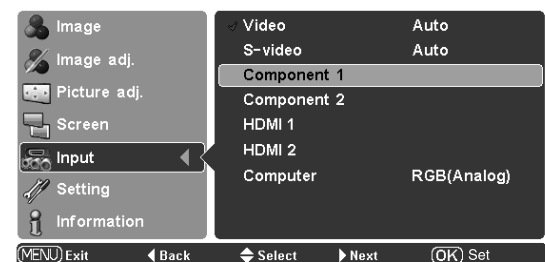 Image
Image adj.
Picture adj.
Screen
Input
Setting
Information
Video Auto
S-video Auto
Component 1
Component 2
HDMI 1
HDMI 2
Computer RGB(Analog)
MENU Exit Back Select Next OK Set